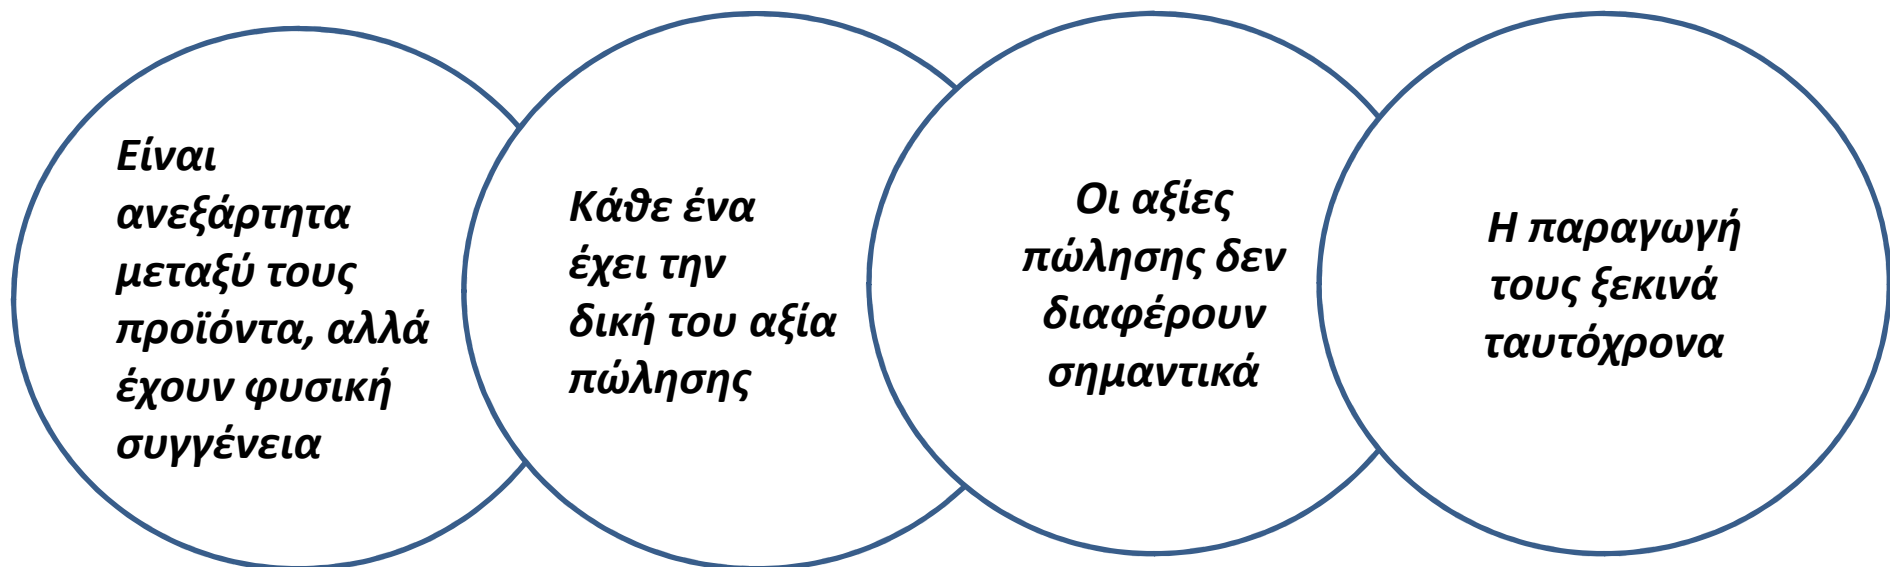 Είναι
ανεξάρτητα
μεταξύ τους
προϊόντα, αλλά
έχουν φυσική
συγγένεια
Κάθε ένα
έχει την
δική του αξία
πώλησης
Οι αξίες
πώλησης δεν
διαφέρουν
σημαντικά
Η παραγωγή
τους ξεκινά
ταυτόχρονα